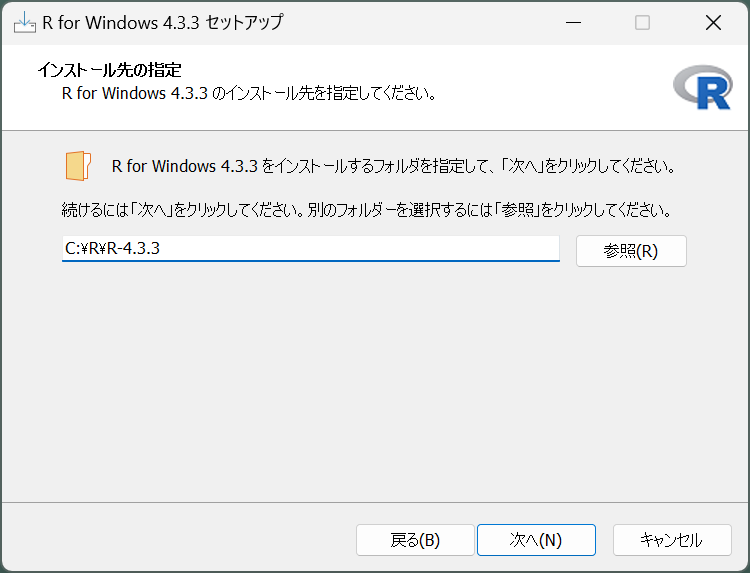 R for Windows 4.3.3 セットアップ
インストール先の指定
R for Windows 4.3.3 のインストール先を指定してください。
R
R for Windows 4.3.3 をインストールするフォルダを指定して、「次へ」をクリックしてください。
続けるには「次へ」をクリックしてください。別のフォルダーを選択するには「参照」をクリックしてください。
C:¥R¥R-4.3.3
参照(R)
戻る(B)
次へ(N)
キャンセル